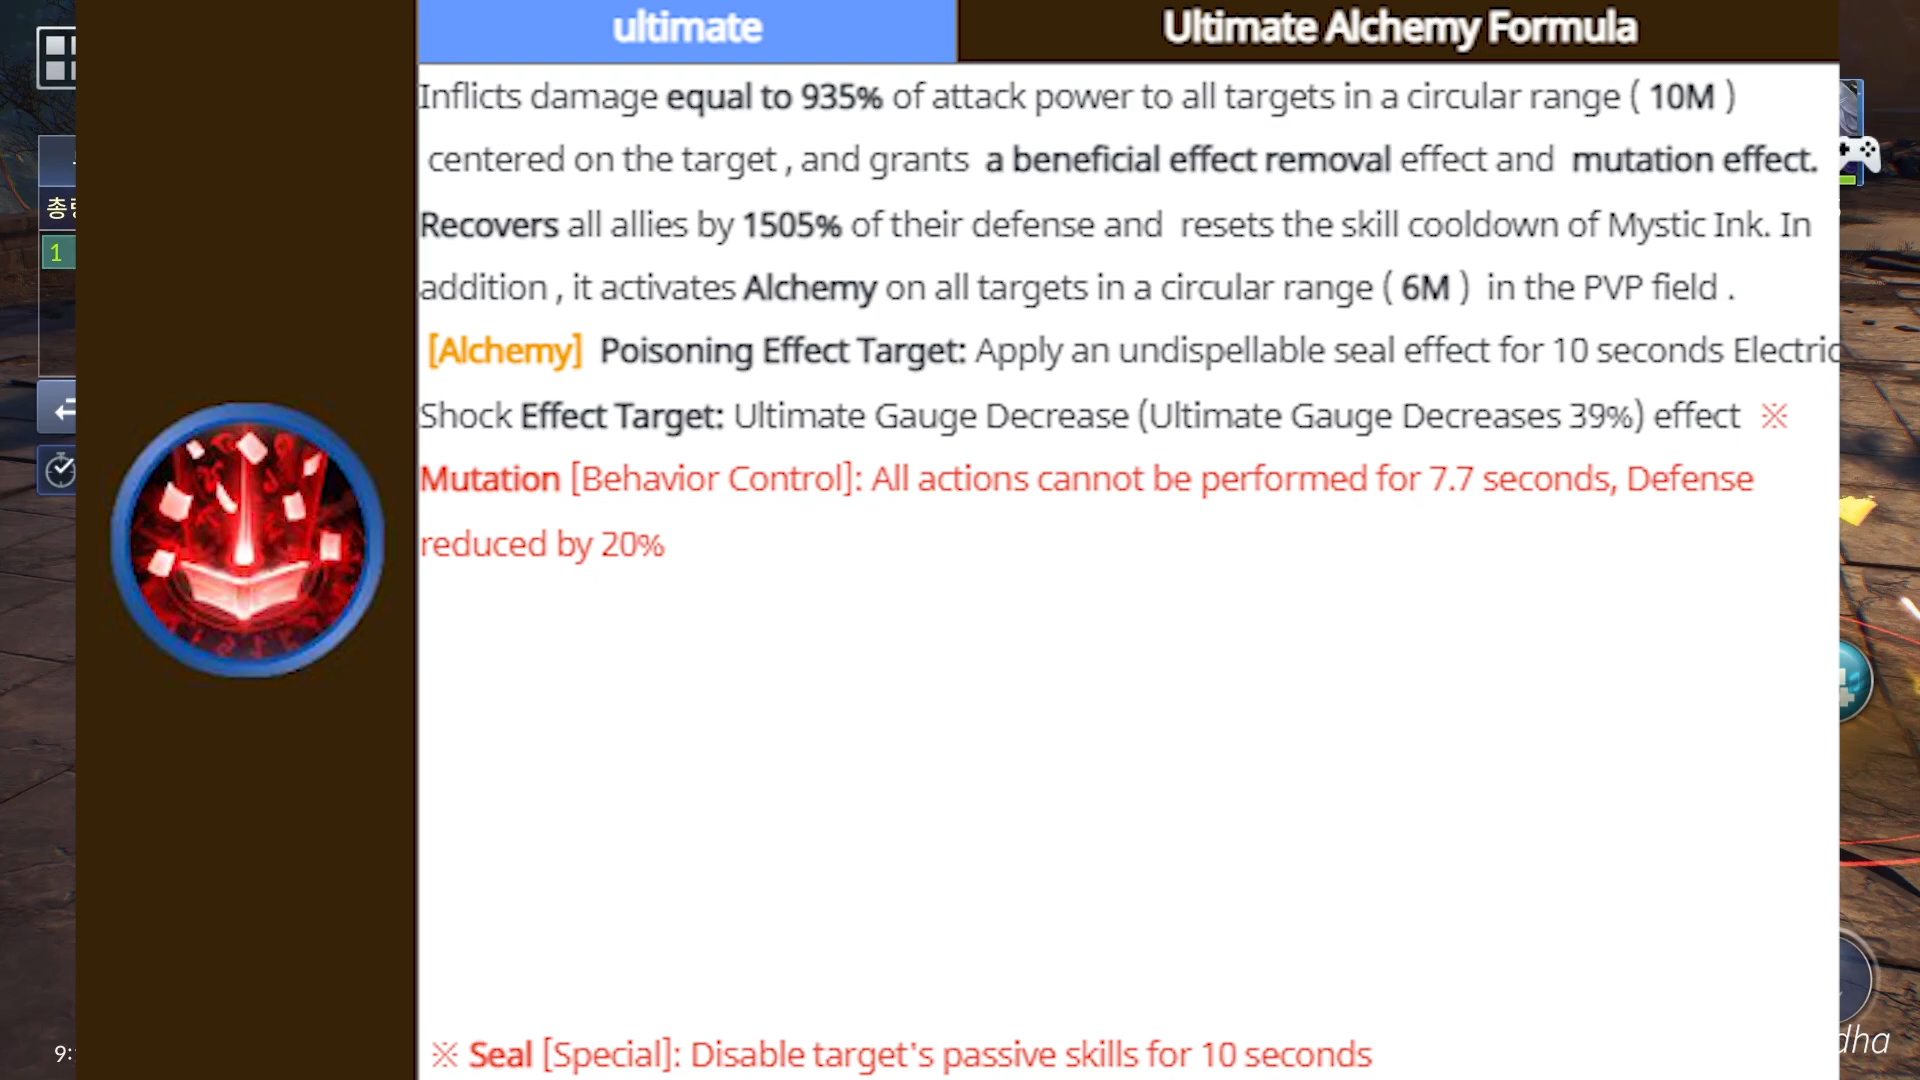 ultimate
Ultimate Alchemy Formula
Inflicts damage equal to 935% of attack power to all targets in a circular range ( 10M )
centered on the target , and grants a beneficial effect removal effect and mutation effect.
Recovers all allies by 1505% of their defense and resets the skill cooldown of Mystic Ink. In
addition , it activates Alchemy on all targets in a circular range ( 6M ) in the PVP field .
[Alchemy] Poisoning Effect Target: Apply an undispellable seal effect for 10 seconds Electric
Shock Effect Target: Ultimate Gauge Decrease (Ultimate Gauge Decreases 39%) effect ※
Mutation [Behavior Control]: All actions cannot be performed for 7.7 seconds, Defense
reduced by 20%
※ Seal [Special]: Disable target's passive skills for 10 seconds
총
1
9:
dha